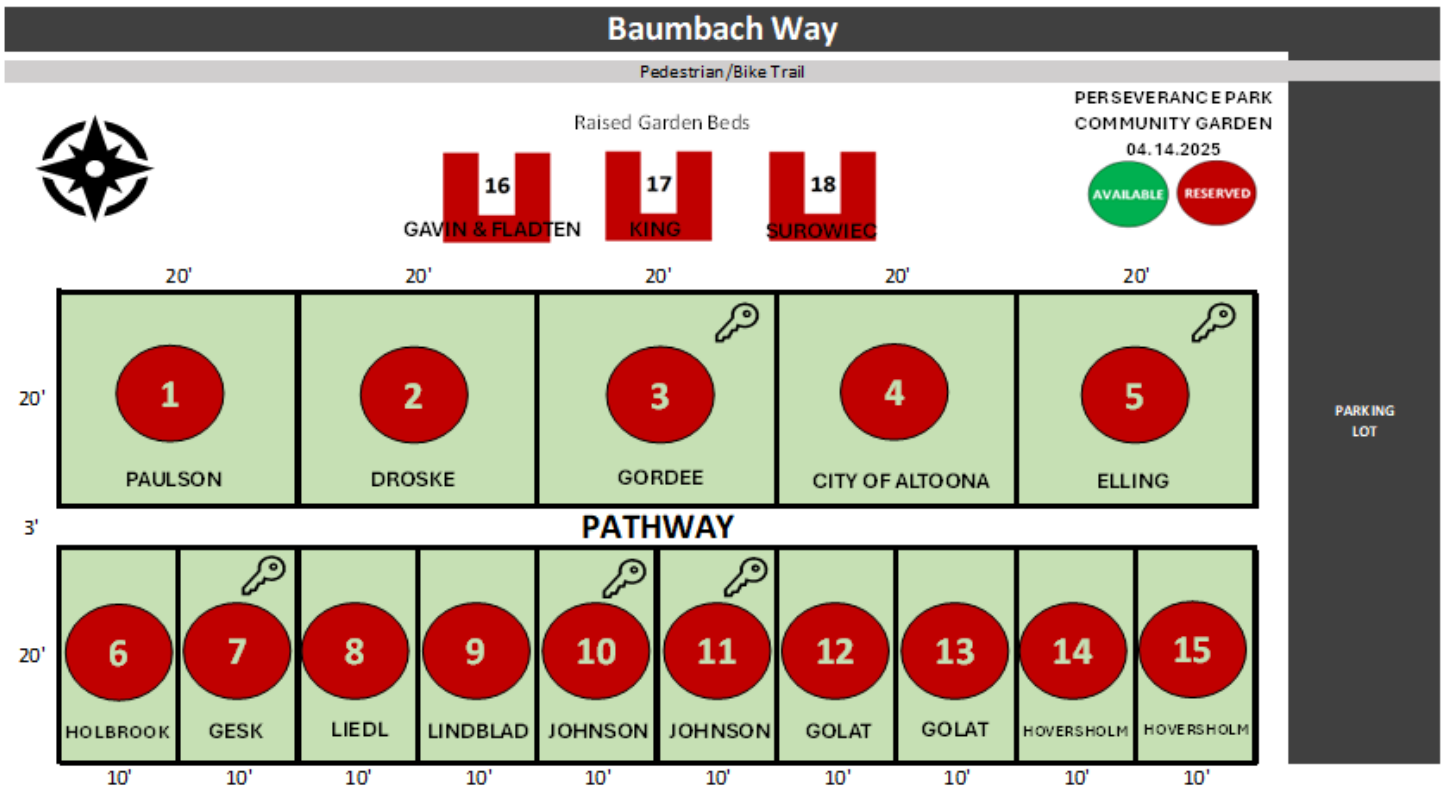 Baumbach Way
Pedestrian/Bike Trail
PERSEVERANCE PARK
COMMUNITY GARDEN
04.14.2025
AVAILABLE
RESERVED
Raised Garden Beds
16
17
18
GAVIN & FLADTEN
KING
SUROWIEC
20'
20'
20'
20'
20'
20'
1
2
3
4
5
PAULSON
DROSKE
GORDEE
CITY OF ALTOONA
ELLING
PARKING
LOT
3'
PATHWAY
20'
6
7
8
9
10
11
12
13
14
15
HOLBROOK
GESK
LIEDL
LINDBLAD
JOHNSON
JOHNSON
GOLAT
GOLAT
HOVERSHOLM
HOVERSHOLM
10'
10'
10'
10'
10'
10'
10'
10'
10'
10'